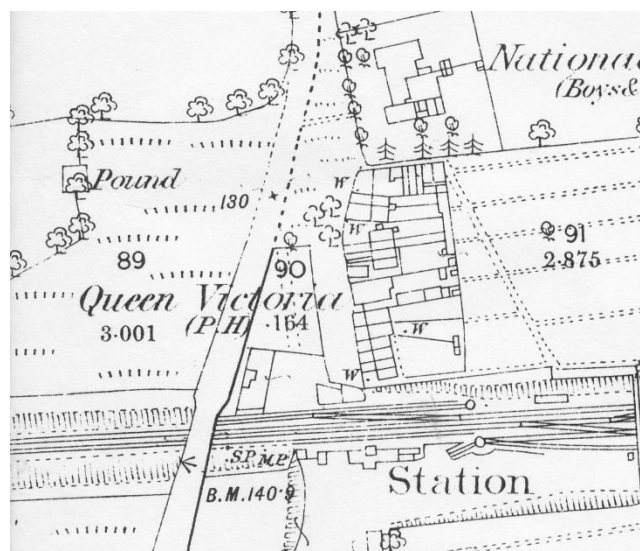 National
(Boys &
Pound
130
W
W
89
90
91
2·875
Queen Victoria
3·001
(P.H)
·164
W
W
S.P.
M.P.
B.M. 140·9
Station